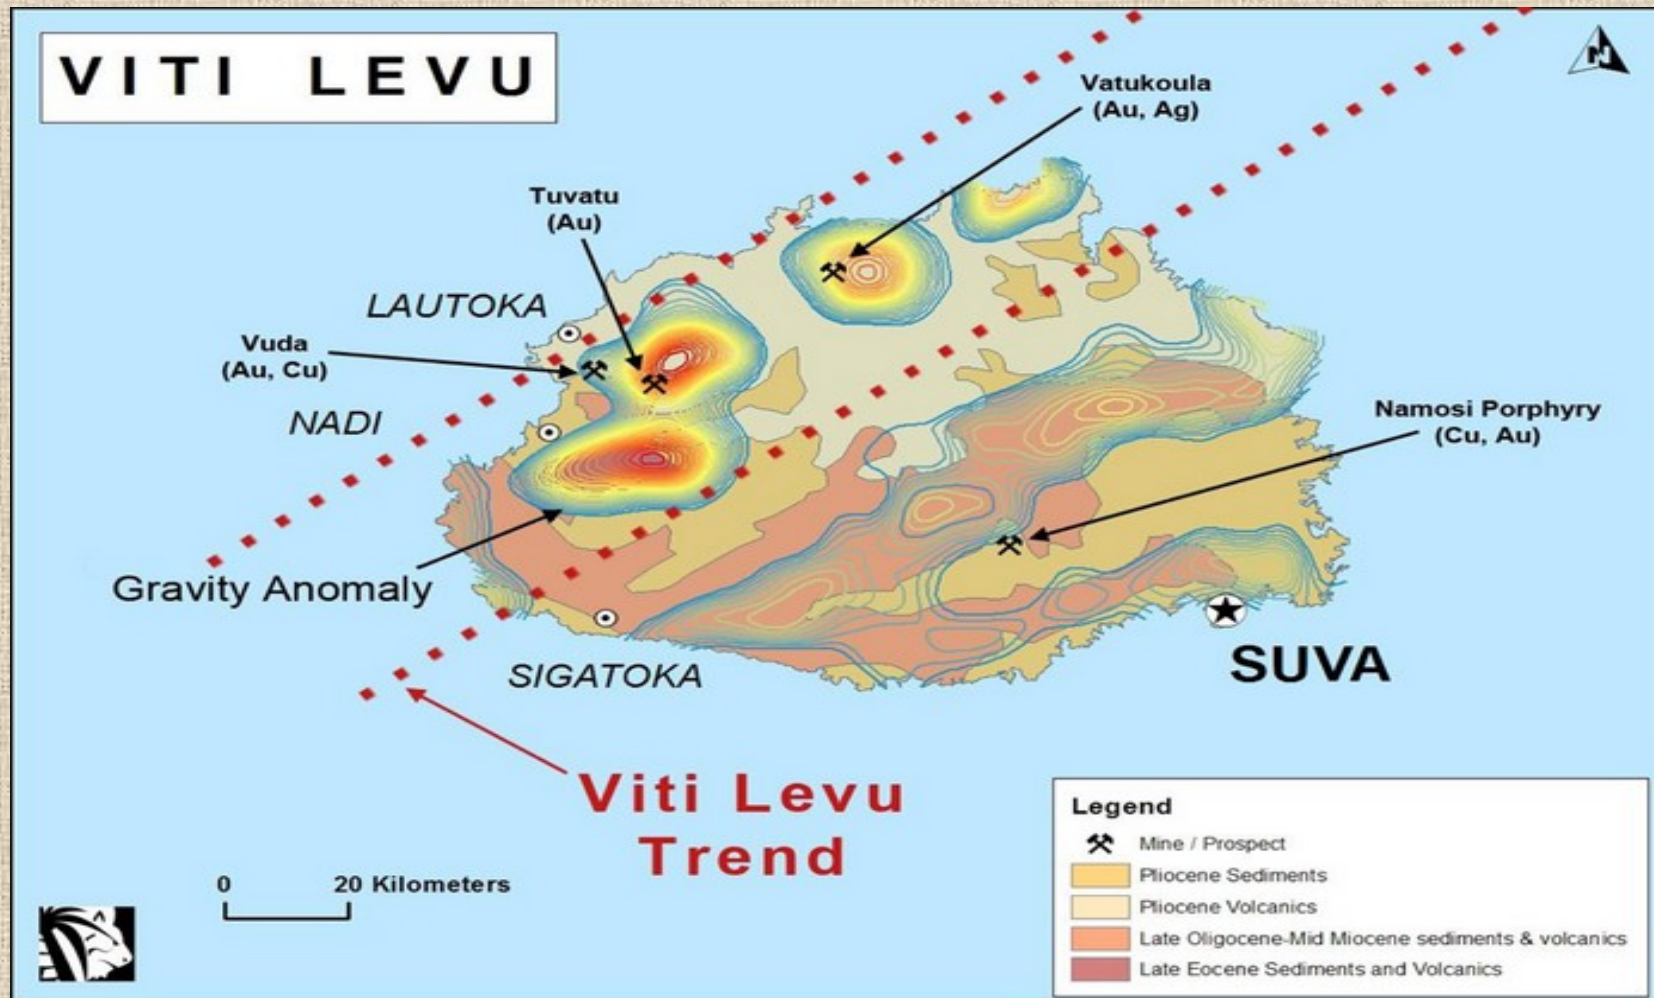 VITI LEVU
N
Vatukoula
(Au, Ag)
Tuvatu
(Au)
LAUTOKA
Vuda
(Au, Cu)
NADI
Namosi Porphyry
(Cu, Au)
Gravity Anomaly
SIGATOKA
SUVA
Viti Levu
Trend
0 20 Kilometers
Legend
Mine / Prospect
Pliocene Sediments
Pliocene Volcanics
Late Oligocene-Mid Miocene sediments & volcanics
Late Eocene Sediments and Volcanics